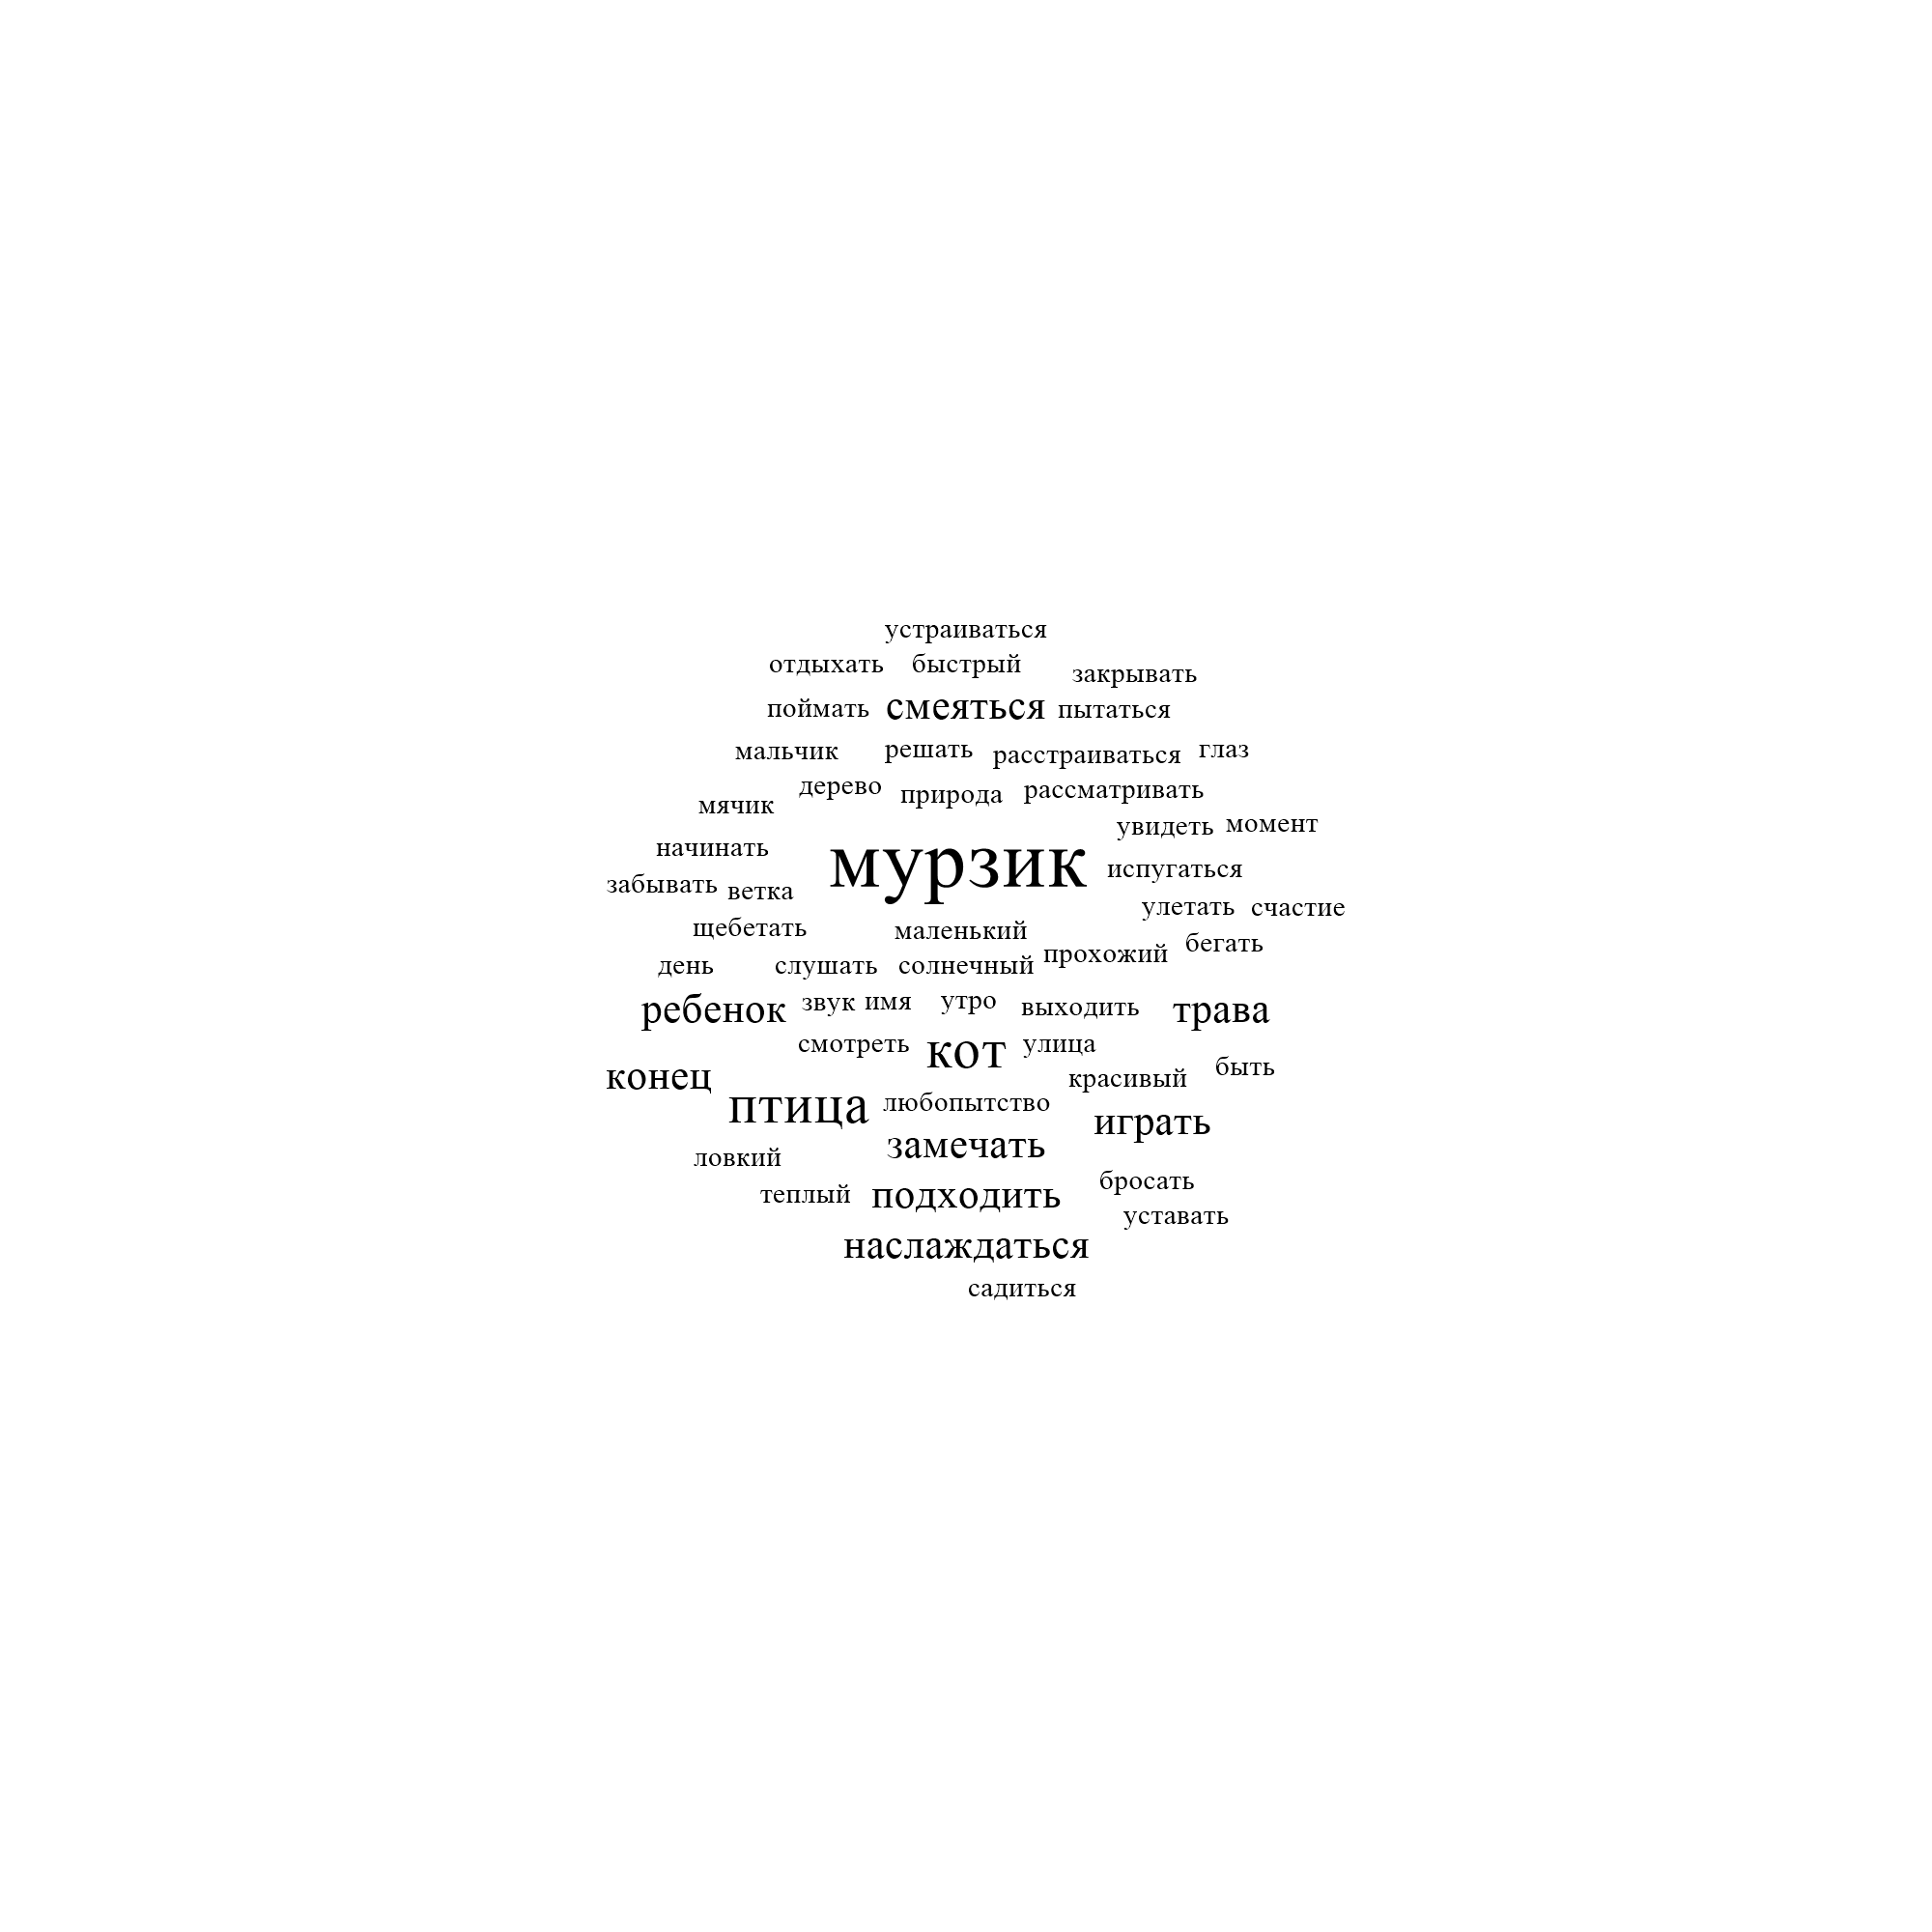 устраиваться
отдыхать быстрый закрывать
поймать смеяться пытаться
мальчик решать расстраиваться глаз
дерево природа рассматривать
мячик
увидеть момент
начинать мурзик испугаться
забывать ветка
улетать счастие
щебетать маленький
прохожий бегать
день слушать солнечный
ребенок звук имя утро выходить трава
смотреть кот улица
конец красивый быть
птица любопытство играть
замечать
ловкий
теплый подходить бросать
уставать
наслаждаться
садиться